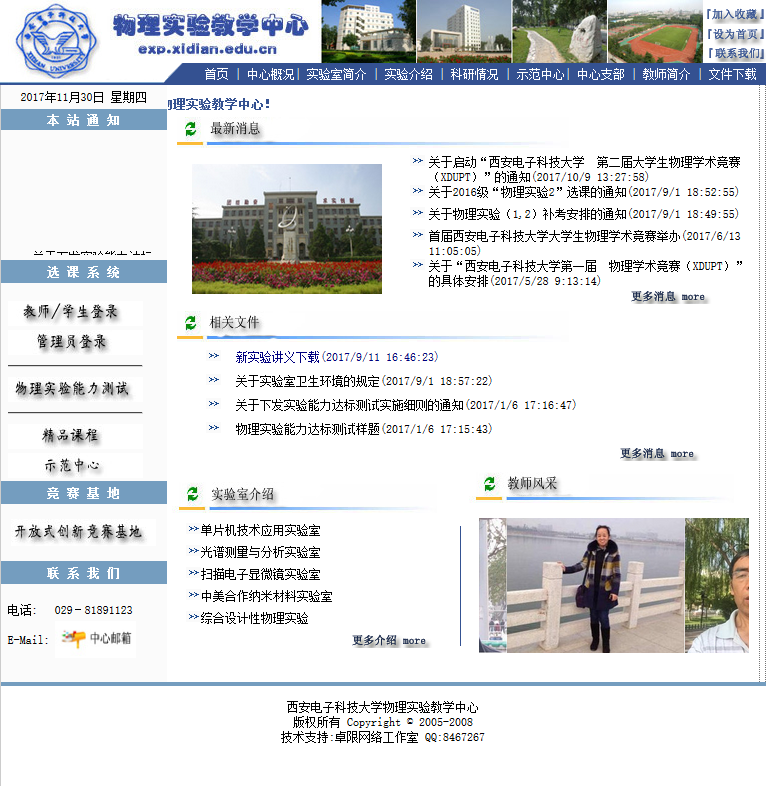 物理实验教学中心
exp.xidian.edu.cn
『加入收藏』
『设为首页』
『联系我们』
首页 | 中心概况 | 实验室简介 | 实验介绍 | 科研情况 | 示范中心 | 中心支部 | 教师简介 | 文件下载
2017年11月30日 星期四
物理实验教学中心！
本站通知
最新消息
关于启动“西安电子科技大学 第二届大学生物理学术竞赛
（XDUPT）”的通知(2017/10/9 13:27:58)
关于2016级“物理实验2”选课的通知(2017/9/1 18:52:55)
关于物理实验（1,2）补考安排的通知(2017/9/1 18:49:55)
首届西安电子科技大学大学生物理学术竞赛举办(2017/6/13
11:05:05)
关于“西安电子科技大学第一届 物理学术竞赛（XDUPT）”
的具体安排(2017/5/28 9:13:14)
更多消息 more
选课系统
教师/学生登录
管理员登录
物理实验能力测试
精品课程
示范中心
相关文件
新实验讲义下载(2017/9/11 16:46:23)
关于实验室卫生环境的规定(2017/9/1 18:57:22)
关于下发实验能力达标测试实施细则的通知(2017/1/6 17:16:47)
物理实验能力达标测试样题(2017/1/6 17:15:43)
更多消息 more
竞赛基地
开放式创新竞赛基地
联系我们
电话： 029－81891123
E-Mail: 中心邮箱
实验室介绍
单片机技术应用实验室
光谱测量与分析实验室
扫描电子显微镜实验室
中美合作纳米材料实验室
综合设计性物理实验
更多介绍 more
教师风采
西安电子科技大学物理实验教学中心
版权所有 Copyright © 2005-2008
技术支持:卓限网络工作室 QQ:8467267